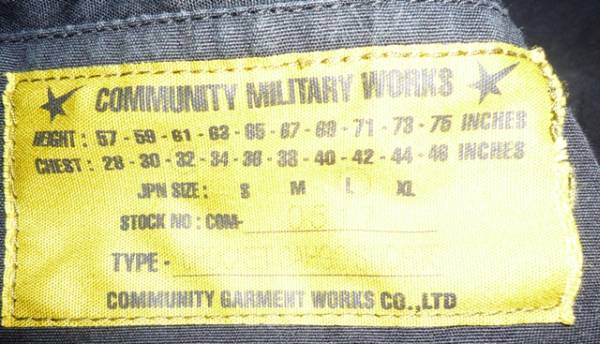 COMMUNITY MILITARY WORKS
HEIGHT : 57 - 59 - 61 - 63 - 65 - 67 - 69 - 71 - 73 - 75 INCHES
CHEST : 28 - 30 - 32 - 34 - 36 - 38 - 40 - 42 - 44 - 46 INCHES
JPN SIZE : S M L XL
STOCK NO : COM-
TYPE -
COMMUNITY GARMENT WORKS CO.,LTD